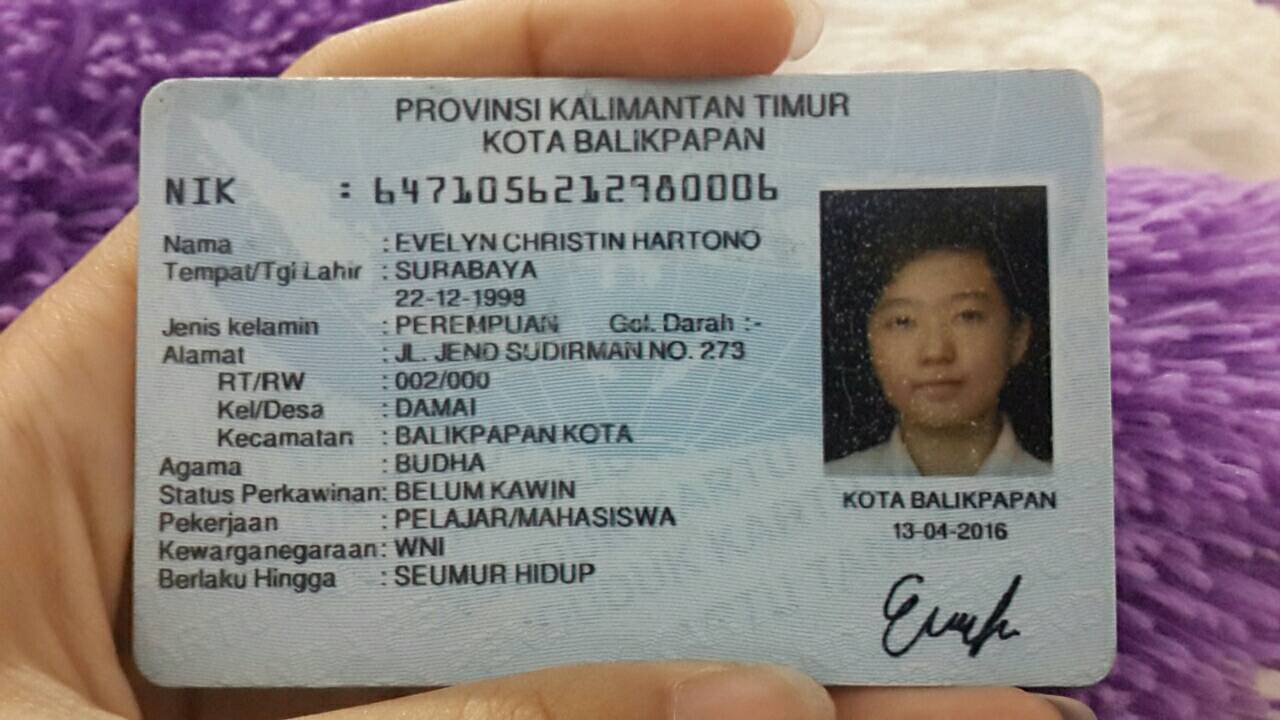 PROVINSI KALIMANTAN TIMUR
KOTA BALIKPAPAN
NIK : 6471056212980006
Nama : EVELYN CHRISTIN HARTONO
Tempat/Tgl Lahir : SURABAYA
22-12-1998
Jenis kelamin : PEREMPUAN Gol. Darah :-
Alamat : JL. JEND SUDIRMAN NO. 273
RT/RW : 002/000
Kel/Desa : DAMAI
Kecamatan : BALIKPAPAN KOTA
Agama : BUDHA
Status Perkawinan: BELUM KAWIN
Pekerjaan : PELAJAR/MAHASISWA
Kewarganegaraan: WNI
Berlaku Hingga : SEUMUR HIDUP
KOTA BALIKPAPAN
13-04-2016